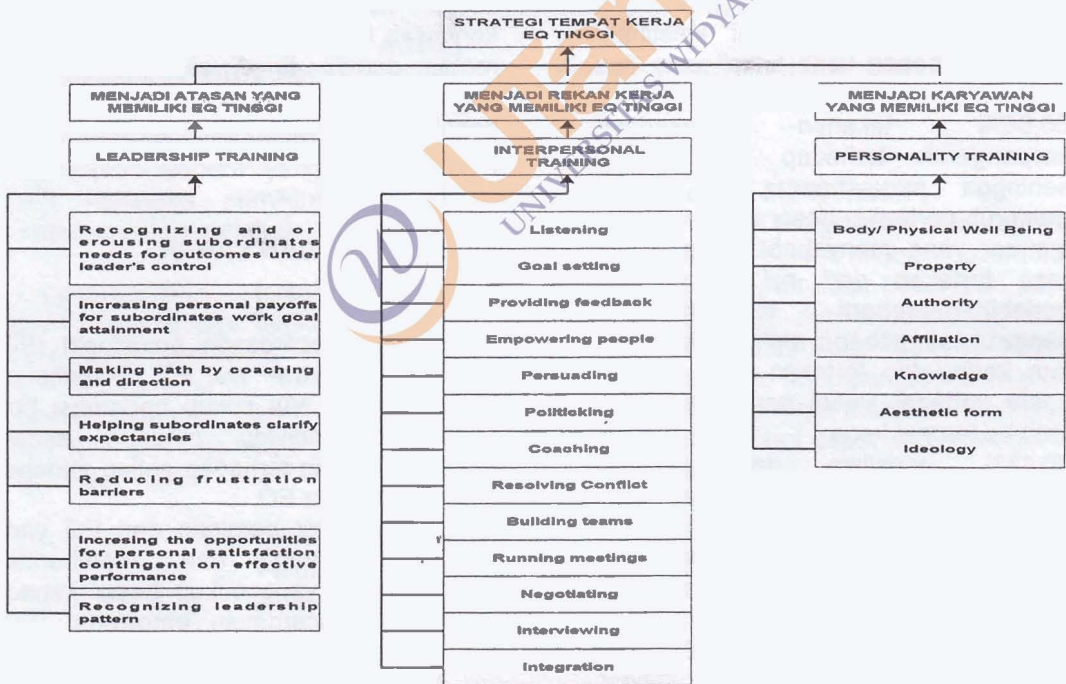 STRATEGI TEMPAT KERJA
EQ TINGGI
MENJADI ATASAN YANG
MEMILIKI EQ TINGGI
LEADERSHIP TRAINING
Recognizing and or
erousing subordinates
needs for outcomes under
leader's control
Increasing personal payoffs
for subordinates work goal
attainment
Making path by coaching
and direction
Helping subordinates clarify
expectancies
Reducing frustration
barriers
Incresing the opportunities
for personal satisfaction
contingent on effective
performance
Recognizing leadership
pattern
MENJADI REKAN KERJA
YANG MEMILIKI EQ TINGGI
INTERPERSONAL
TRAINING
Listening
Goal setting
Providing feedback
Empowering people
Persuading
Politicking
Coaching
Resolving Conflict
Building teams
Running meetings
Negotiating
Interviewing
Integration
MENJADI KARYAWAN
YANG MEMILIKI EQ TINGGI
PERSONALIT TRAINING
Body/ Physical Well Being
Property
Authority
Affiliation
Knowledge
Aesthetic form
Ideology
UNIVERSITAS